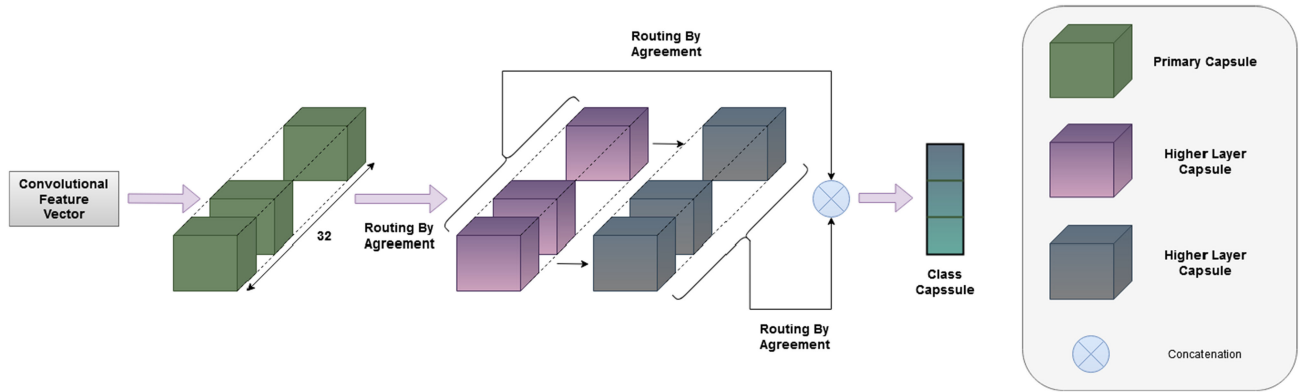 Convolutional
Feature
Vector
32
Routing By
Agreement
Routing By
Agreement
Routing By
Agreement
Class
Capssule
Primary Capsule
Higher Layer
Capsule
Higher Layer
Capsule
Concatenation